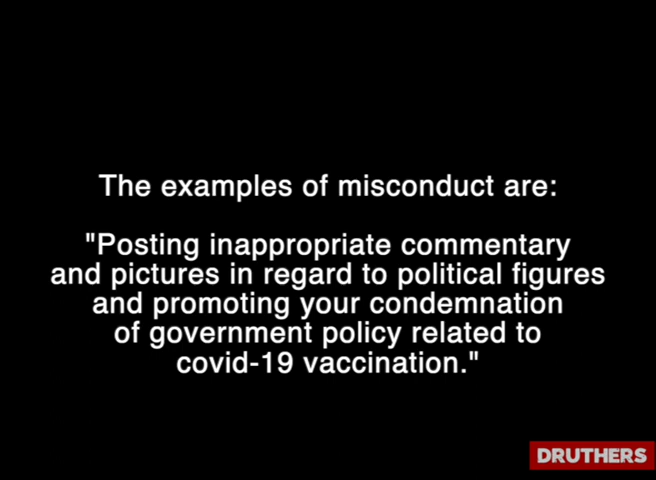 The examples of misconduct are:
"Posting inappropriate commentary
and pictures in regard to political figures
and promoting your condemnation
of government policy related to
covid-19 vaccination."
DRUTHERS